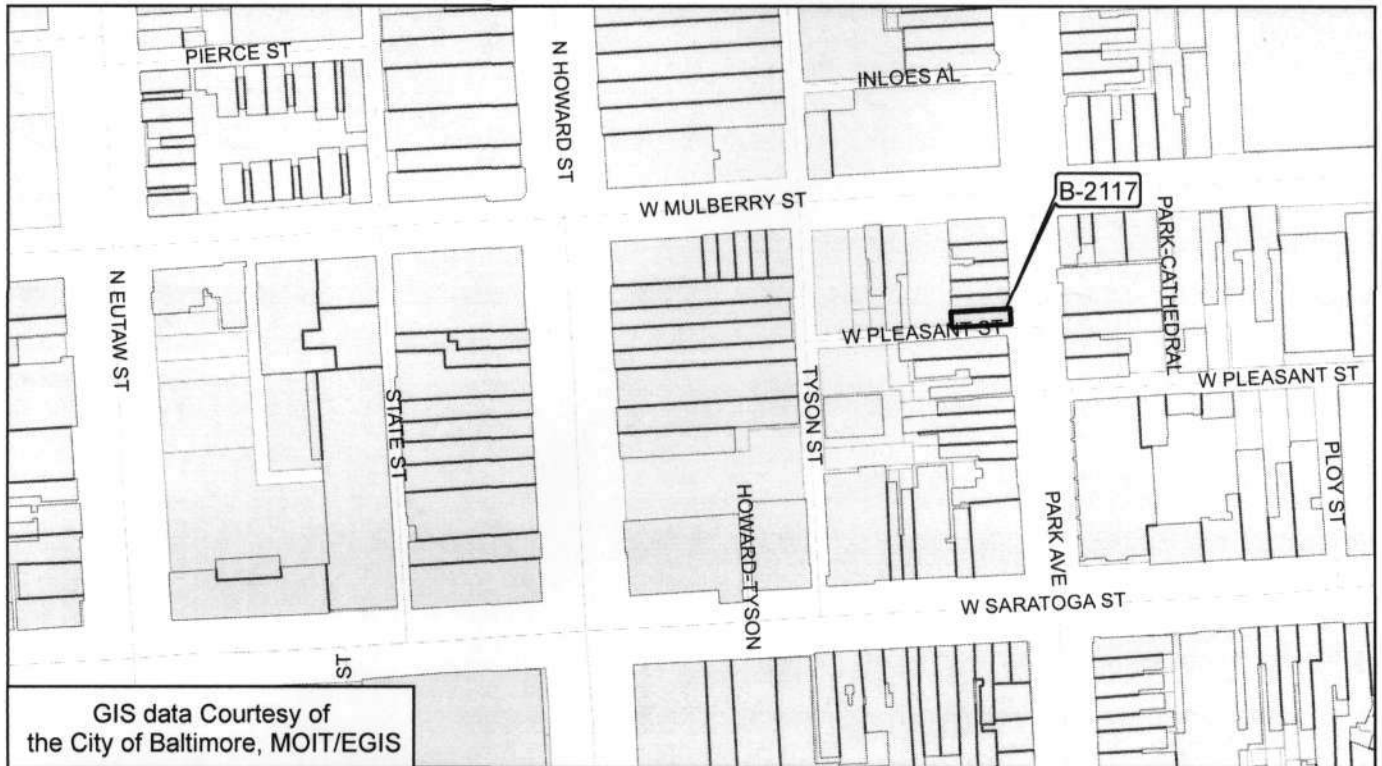 PIERCE ST
N HOWARD ST
INLOES AL
W MULBERRY ST
B-2117
PARK-CATHEDRAL
N EUTAW ST
W PLEASANT ST
W PLEASANT ST
STATE ST
TYSON ST
PLOY ST
HOWARD-TYSON
PARK AVE
W SARATOGA ST
ST
GIS data Courtesy of
the City of Baltimore, MOIT/EGIS